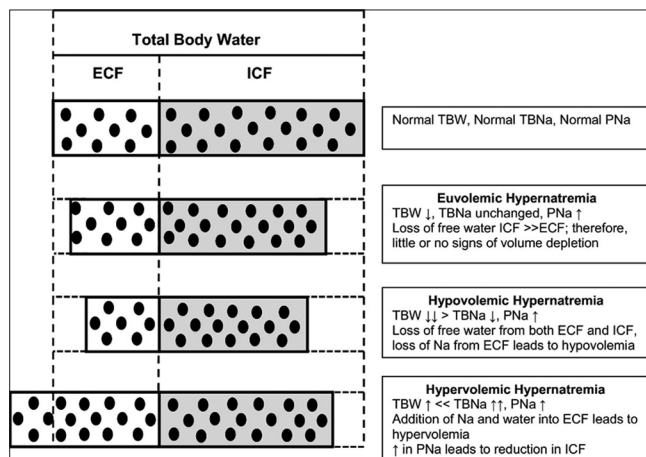 Total Body Water
ECF
ICF
Normal TBW, Normal TBNa, Normal PNa
Euvolemic Hypernatremia
TBW ↓, TBNa unchanged, PNa ↑
Loss of free water ICF >>ECF; therefore,
little or no signs of volume depletion
Hypovolemic Hypernatremia
TBW ↓↓ > TBNa ↓, PNa ↑
Loss of free water from both ECF and ICF,
loss of Na from ECF leads to hypovolemia
Hypervolemic Hypernatremia
TBW ↑ << TBNa ↑↑, PNa ↑
Addition of Na and water into ECF leads to
hypervolemia
↑ in PNa leads to reduction in ICF